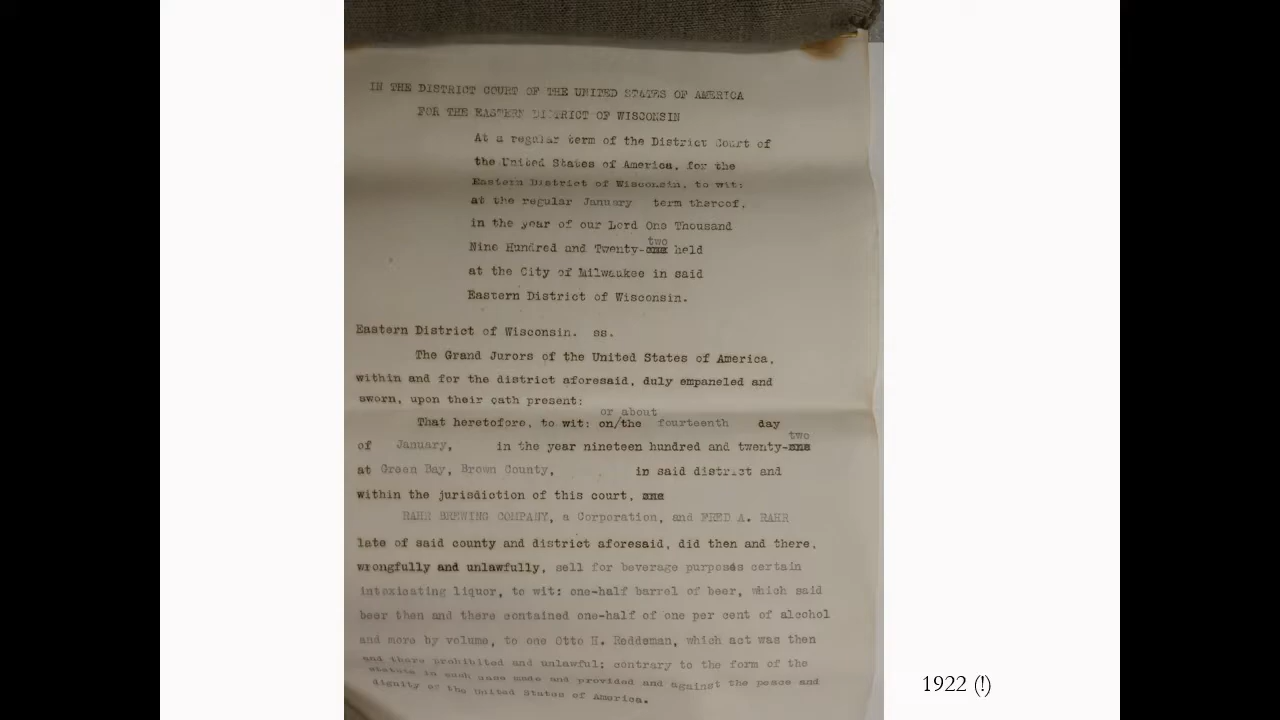 IN THE DISTRICT COURT OF THE UNITED STATES OF AMERICA
FOR THE EASTERN DISTRICT OF WISCONSIN
At a regular term of the District Court of
the United States of America, for the
Eastern District of Wisconsin, to wit:
at the regular January term thereof,
in the year of our Lord One Thousand
two
Nine Hundred and Twenty-one held
at the City of Milwaukee in said
Eastern District of Wisconsin.
Eastern District of Wisconsin. ss.
The Grand Jurors of the United States of America,
within and for the district aforesaid, duly empaneled and
sworn, upon their oath present:
or about
That heretofore, to wit: on/the fourteenth day
two
of January, in the year nineteen hundred and twenty-one
at Green Bay, Brown County, in said district and
within the jurisdiction of this court, one
RAHR BREWING COMPANY, a Corporation, and FRED A. RAHR
late of said county and district aforesaid, did then and there,
wrongfully and unlawfully, sell for beverage purposes certain
intoxicating liquor, to wit: one-half barrel of beer, which said
beer then and there contained one-half of one per cent of alcohol
and more by volume, to one Otto H. Reddeman, which act was then
and there prohibited and unlawful; contrary to the form of the
statute in such case made and provided and against the peace and
dignity of the United States of America.
1922 (!)